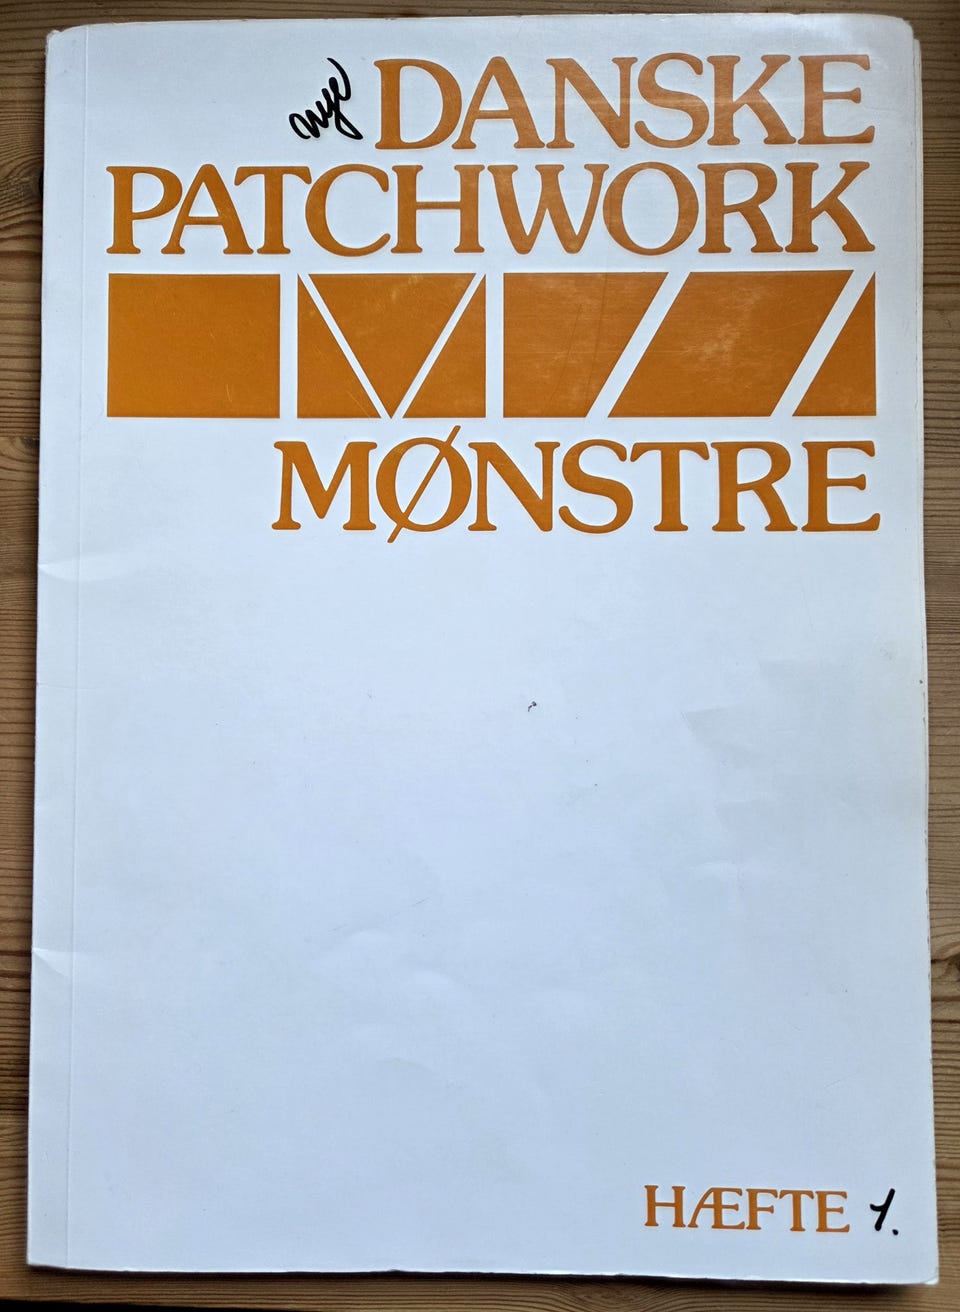 nye DANSKE
PATCHWORK
MØNSTRE
HÆFTE 1.